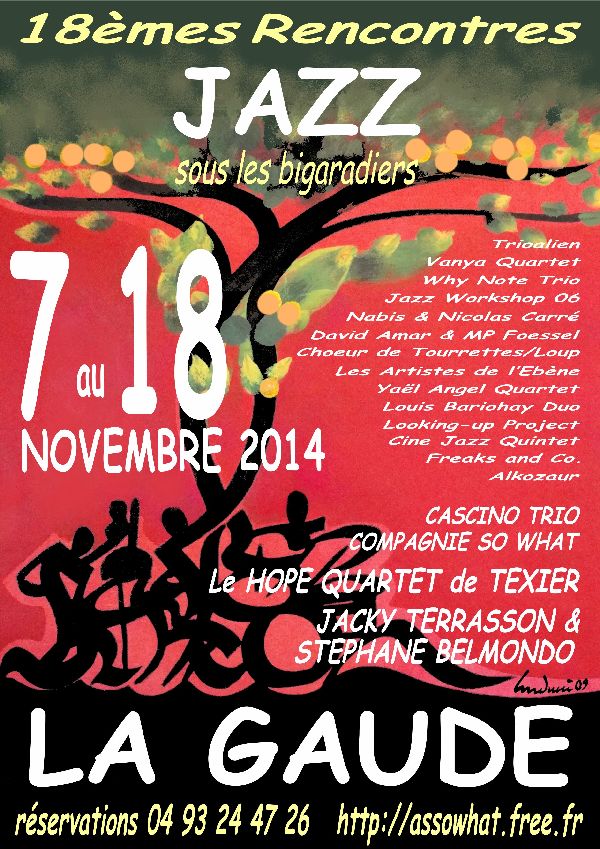 18èmes Rencontres
JAZZ
sous les bigaradiers
7 au 18
NOVEMBRE 2014
Trioalien
Vanya Quartet
Why Note Trio
Jazz Workshop 06
Nabis & Nicolas Carré
David Amar & MP Foessel
Choeur de Tourrettes/Loup
Les Artistes de l'Ebène
Yaël Angel Quartet
Louis Bariohay Duo
Looking-up Project
Cine Jazz Quintet
Freaks and Co.
Alkozaur
CASCINO TRIO
COMPAGNIE SO WHAT
Le HOPE QUARTET de TEXIER
JACKY TERRASSON &
STEPHANE BELMONDO
09
LA GAUDE
réservations 04 93 24 47 26 http://assowhat.free.fr